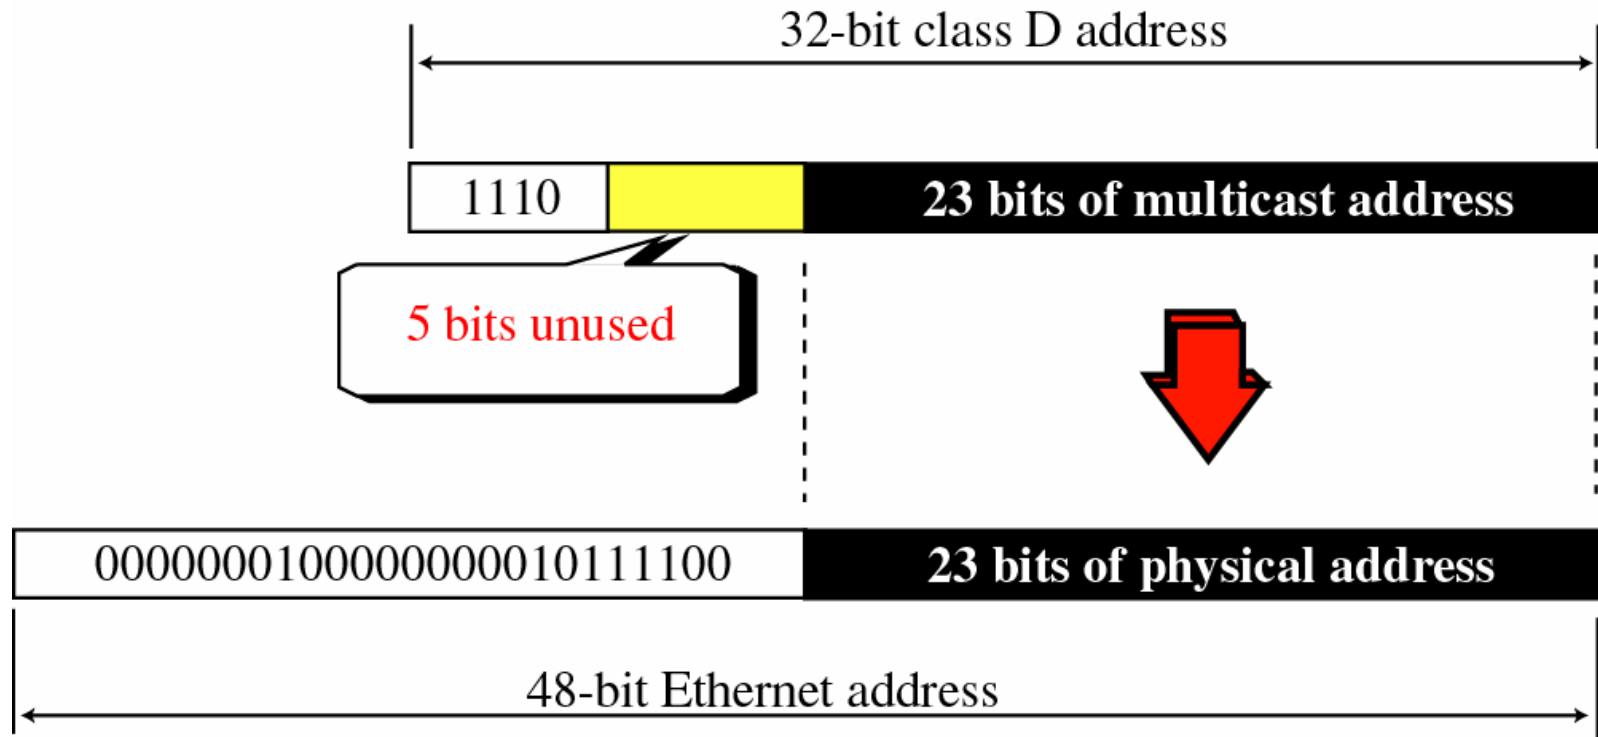 32-bit class D address
1110
23 bits of multicast address
5 bits unused
00000001000000000010111100
23 bits of physical address
48-bit Ethernet address